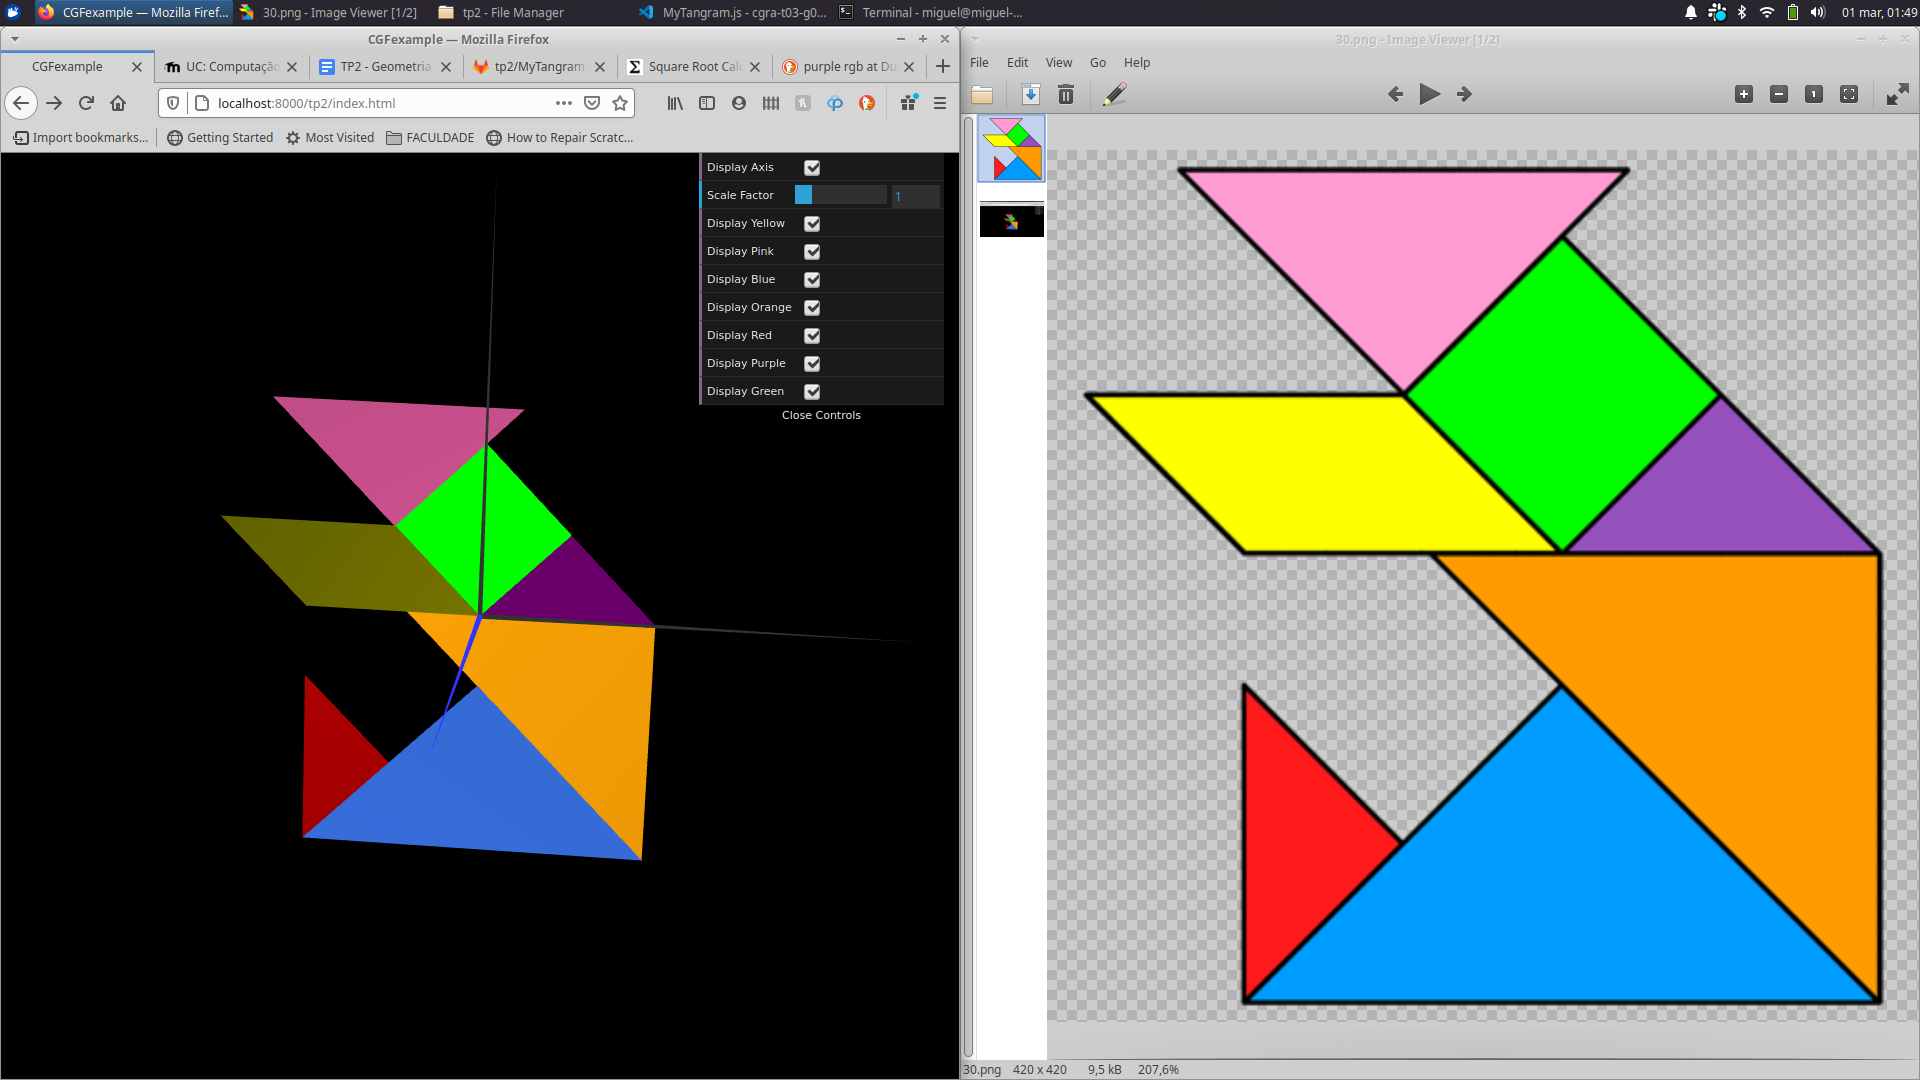 CGFexample — Mozilla Firef...
30.png - Image Viewer [1/2]
tp2 - File Manager
MyTangram.js - cgra-t03-g0...
Terminal - miguel@miguel-...
01 mar, 01:49
CGFexample — Mozilla Firefox
CGFexample
UC: Computação
TP2 - Geometria
tp2/MyTangram.
Square Root Calc
purple rgb at Du
localhost:8000/tp2/index.html
Import bookmarks...
Getting Started
Most Visited
FACULDADE
How to Repair Scratc...
Display Axis
Scale Factor
1
Display Yellow
Display Pink
Display Blue
Display Orange
Display Red
Display Purple
Display Green
Close Controls
30.png - Image Viewer [1/2]
File Edit View Go Help
30.png 420 x 420 9,5 kB 207,6%